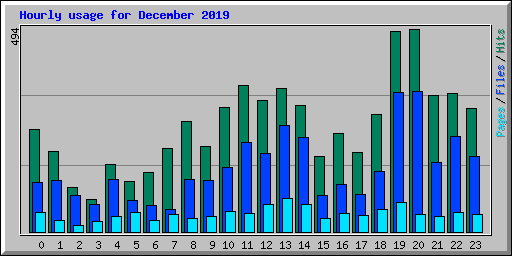 Hourly usage for December 2019
494
Pages/Files/Hits
0 1 2 3 4 5 6 7 8 9 10 11 12 13 14 15 16 17 18 19 20 21 22 23